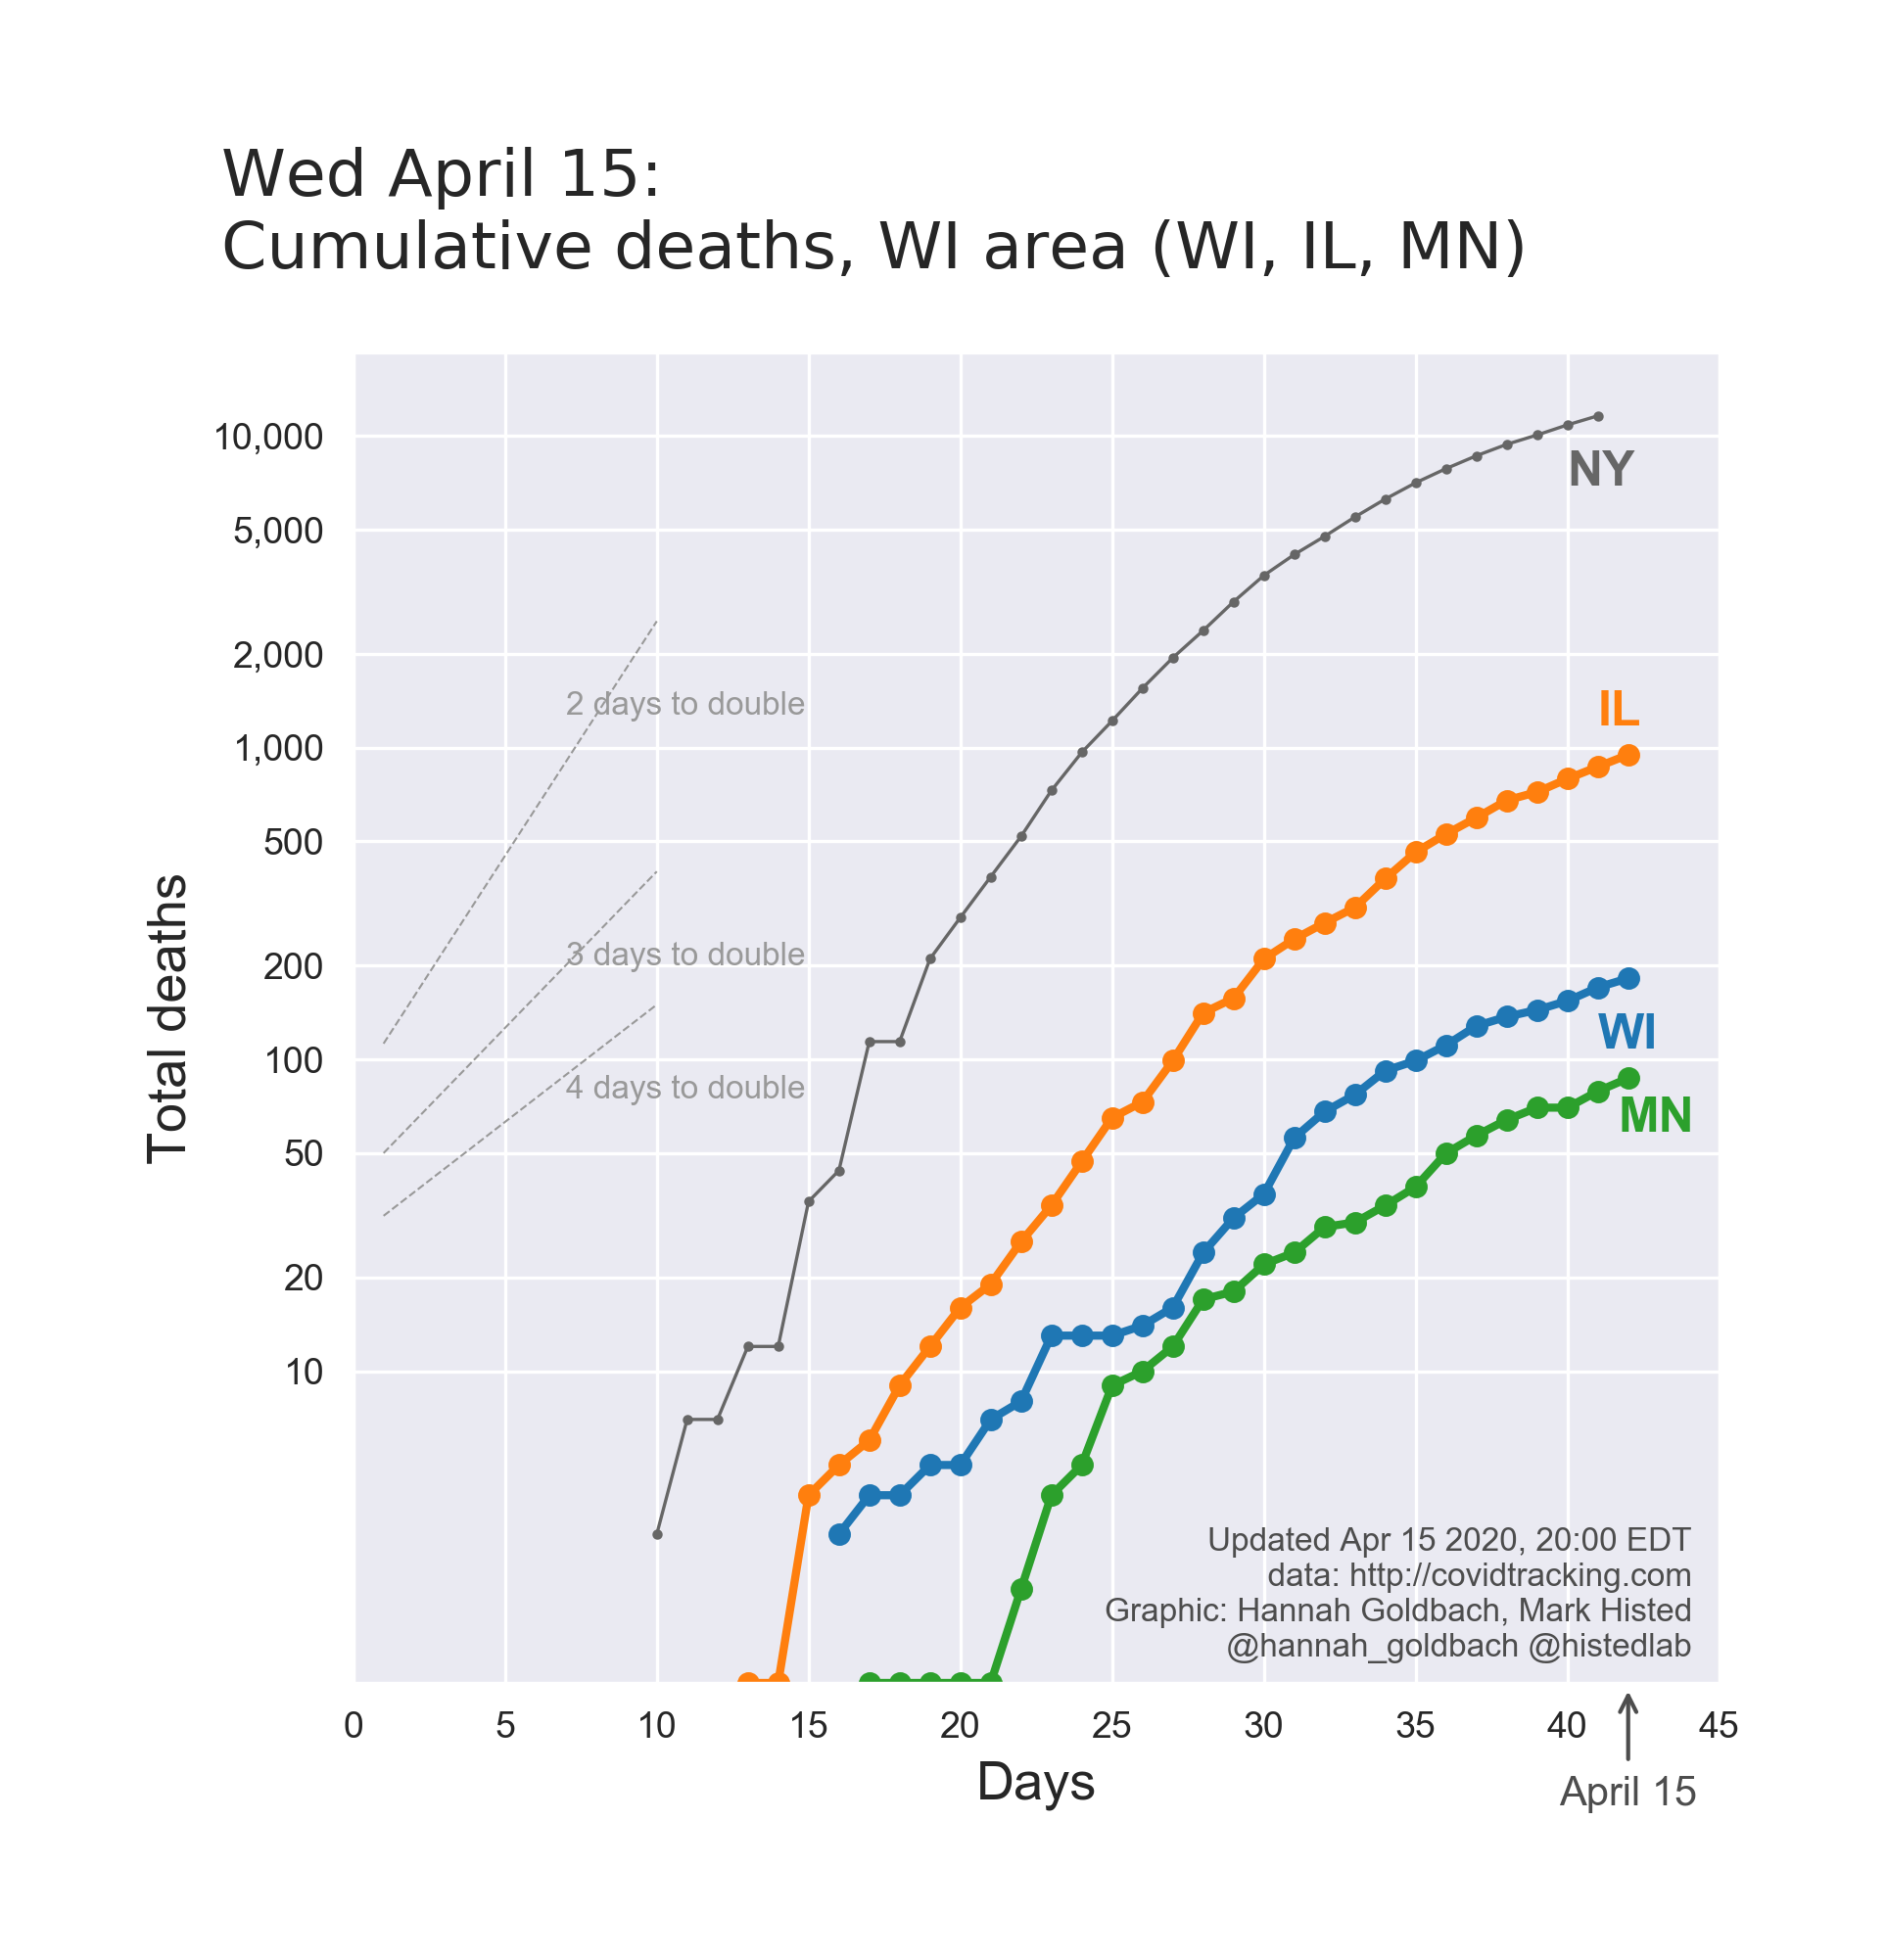 Wed April 15:
Cumulative deaths, WI area (WI, IL, MN)
10,000
5,000
2,000
1,000
500
200
100
50
20
10
Total deaths
2 days to double
3 days to double
4 days to double
NY
IL
WI
MN
Updated Apr 15 2020, 20:00 EDT
data: http://covidtracking.com
Graphic: Hannah Goldbach, Mark Histed
@hannah_goldbach @histedlab
0 5 10 15 20 25 30 35 40 45
Days
April 15